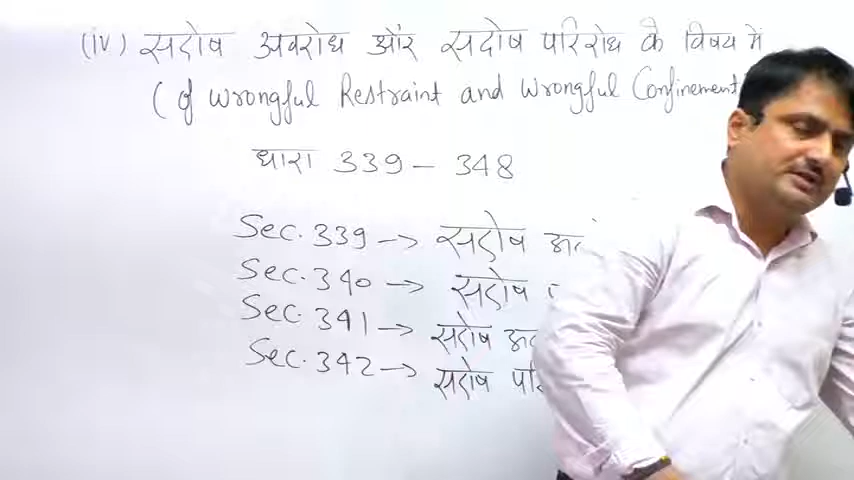 (iv) सदोष अवरोध और सदोष परिरोध के विषय में
( of Wrongful Restraint and Wrongful Confinement
धारा 339 - 348
Sec. 339 -> सदोष
Sec. 340 -> सदोष
Sec. 341 -> सदोष
Sec. 342 -> सदोष